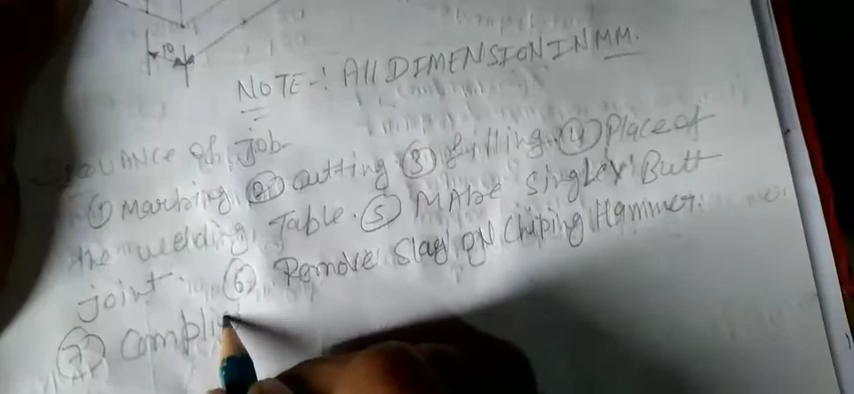 10
NOTE-: All DIMENSION IN MM.
SEQUANCE of Job-
① Marking ② Cutting ③ filling. ④ Place of
the welding Table. ⑤ MAke Single 'V' Butt
joint. ⑥ Remove Slag ON Chiping Hammer.
⑦ Compli